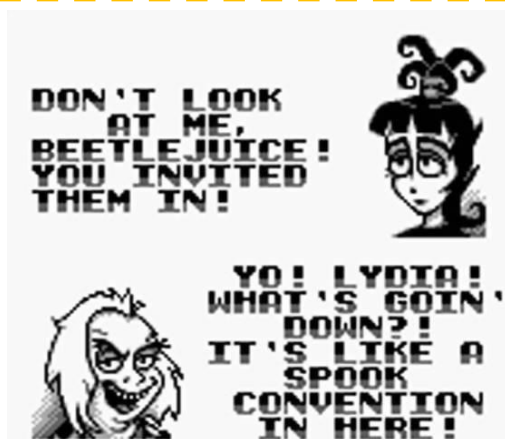 DON'T LOOK
AT ME,
BEETLEJUICE!
YOU INVITED
THEM IN!
YO! LYDIA!
WHAT'S GOIN'
DOWN?!
IT'S LIKE A
SPOOK
CONVENTION
IN HERE!